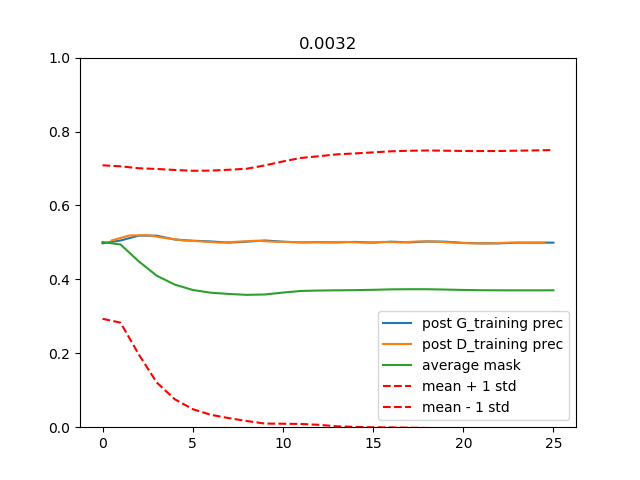 0.0032
1.0
0.8
0.6
0.4
0.2
0.0
0
5
10
15
20
25
post G_training prec
post D_training prec
average mask
mean + 1 std
mean - 1 std